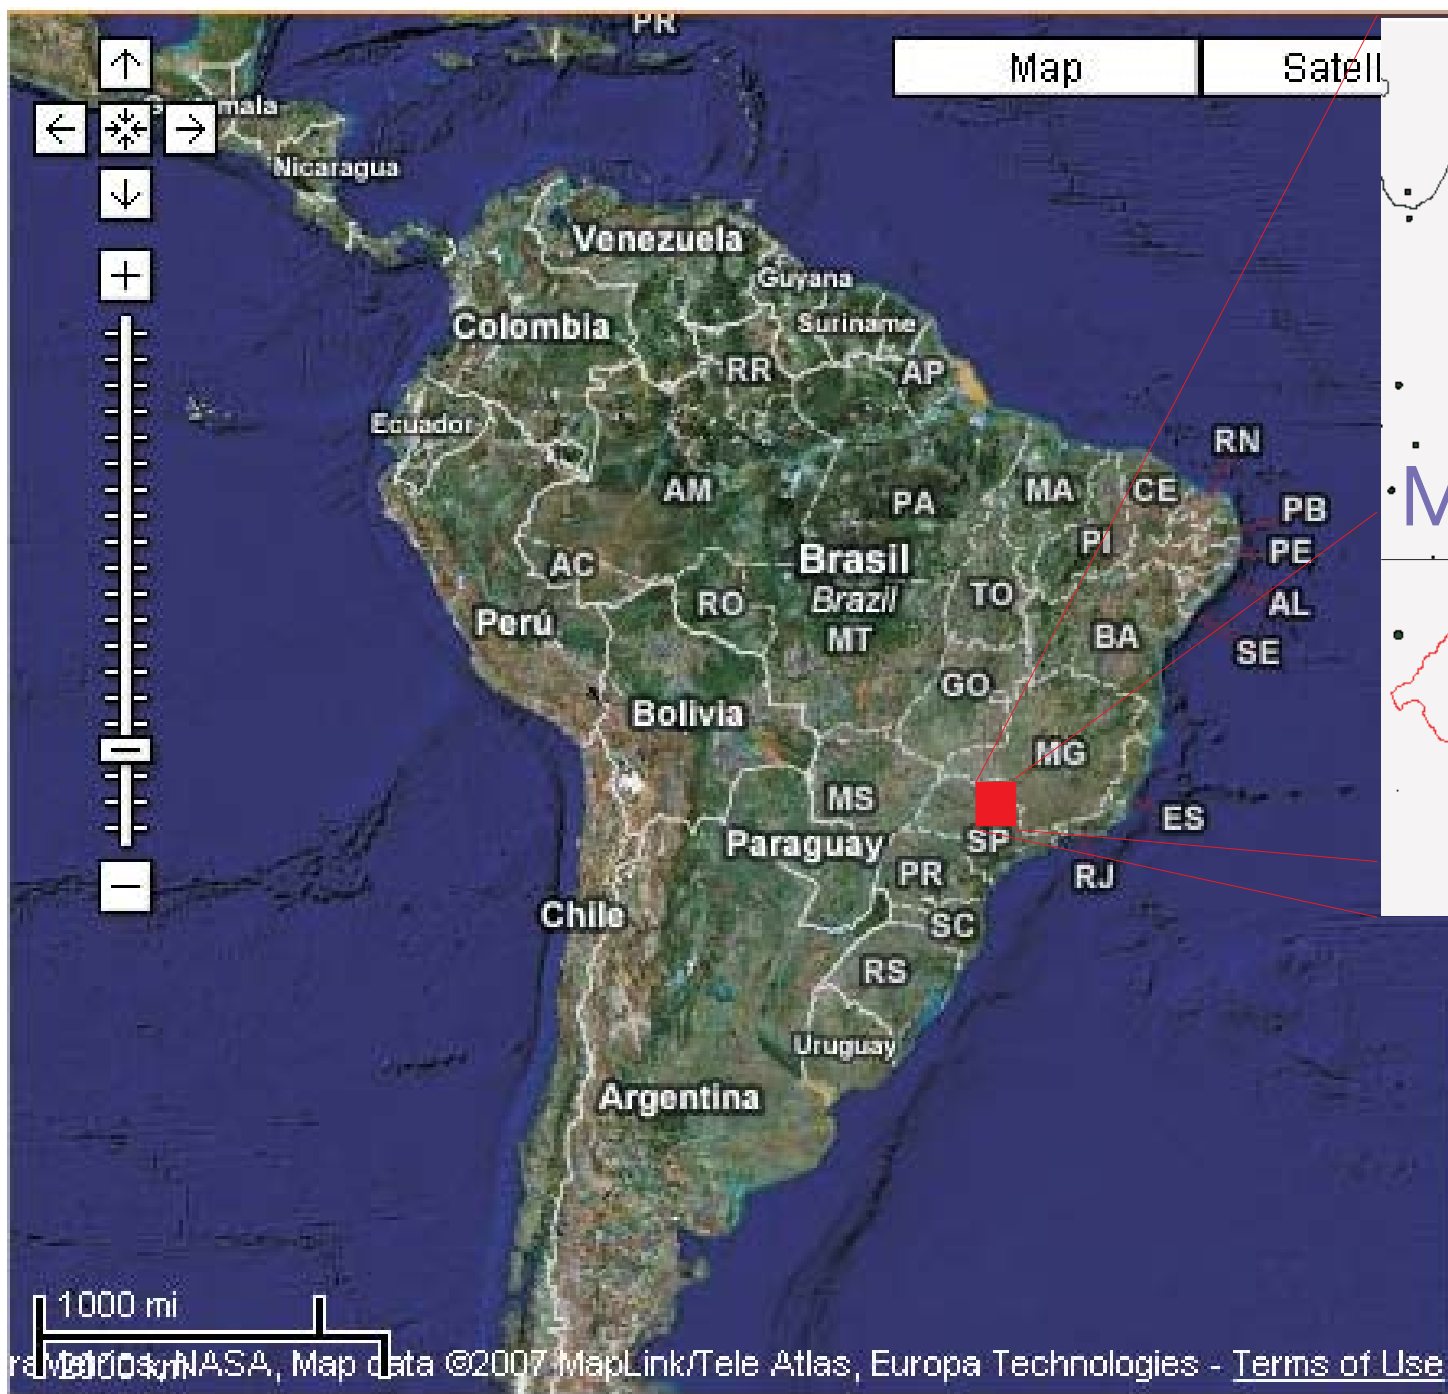 PR
Map
Satell
Nicaragua
Venezuela
Guyana
Colombia
Suriname
RR
AP
Ecuador
RN
AM
PA
MA
CE
M
PB
PI
PE
Brasil
AC
Brazil
RO
TO
AL
Perú
MT
BA
SE
GO
Bolivia
MG
MS
ES
Paraguay
SP
PR
RJ
Chile
SC
RS
Uruguay
Argentina
1000 mi
NASA, Map data ©2007 MapLink/Tele Atlas, Europa Technologies - Terms of Use